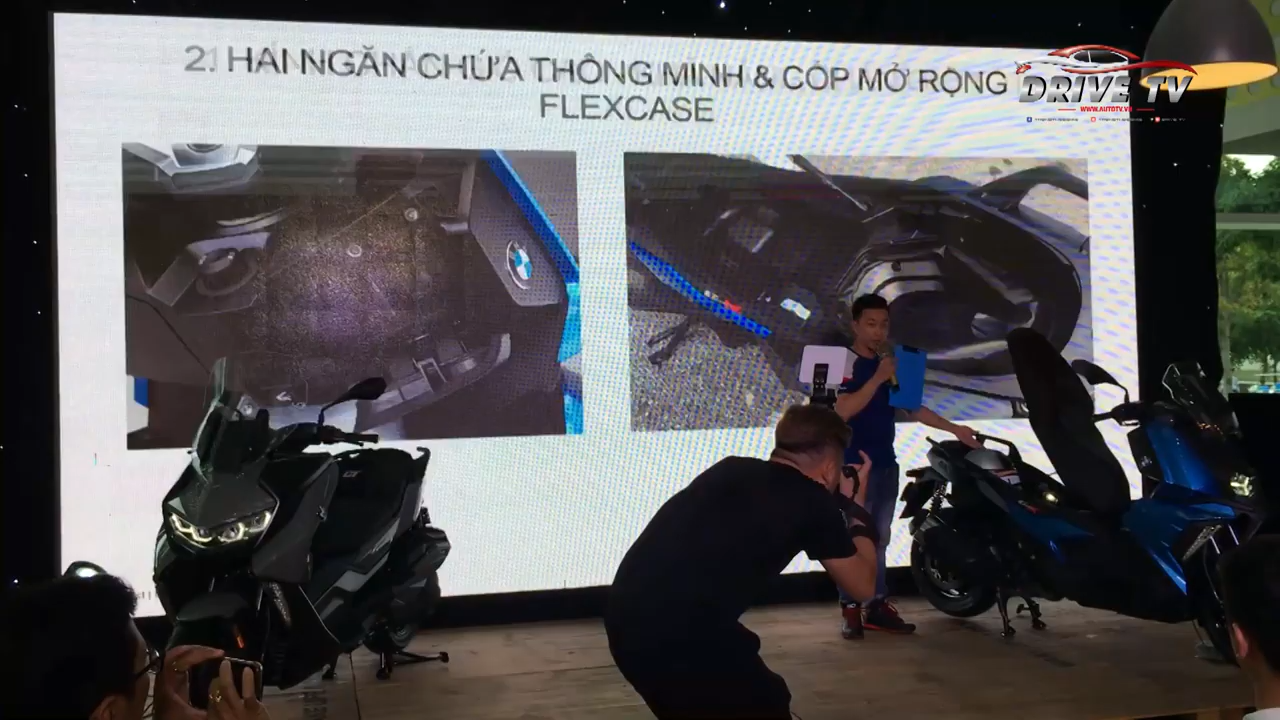 2. HAI NGĂN CHỨA THÔNG MINH & CỐP MỞ RỘNG
FLEXCASE
DRIVE TV
WWW.AUTOTV.VN